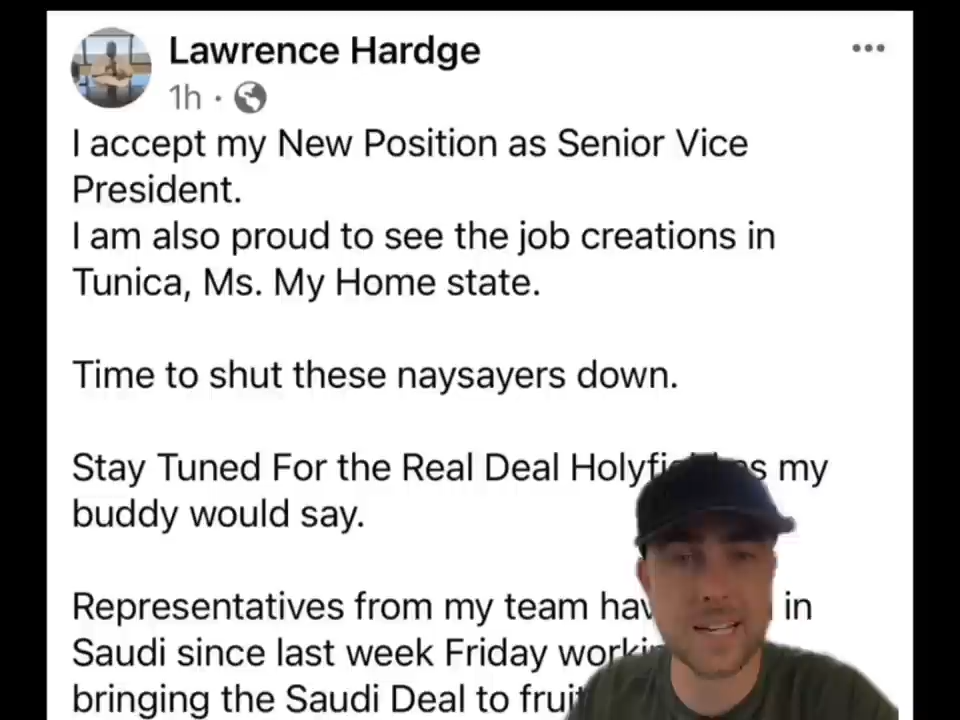 Lawrence Hardge
1h ·
I accept my New Position as Senior Vice
President.
I am also proud to see the job creations in
Tunica, Ms. My Home state.
Time to shut these naysayers down.
Stay Tuned For the Real Deal my
buddy would say.
Representatives from my team in
Saudi since last week Friday
bringing the Saudi Deal to